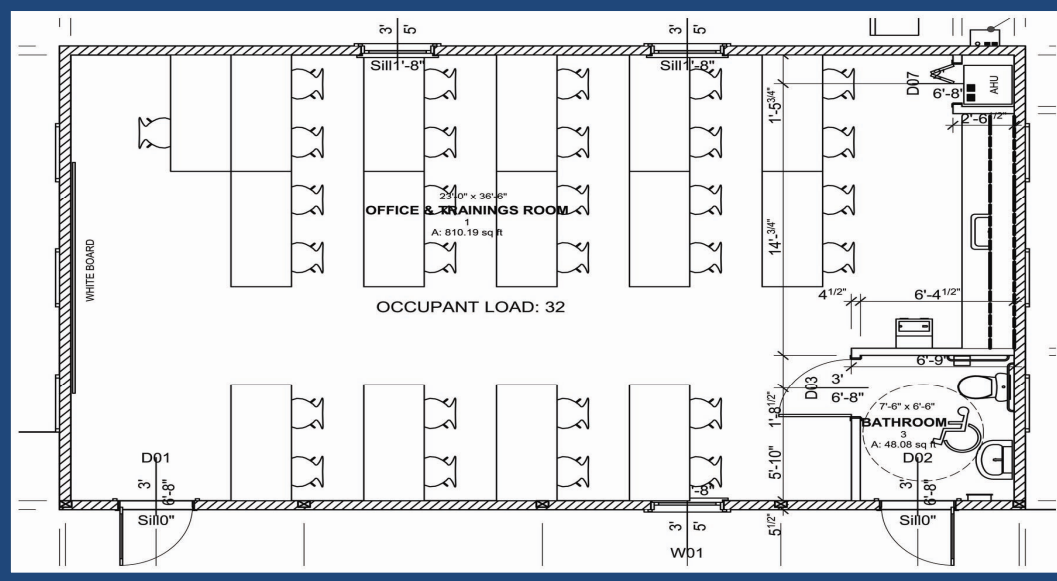 3'
5'
3'
5'
Sill1'-8"
Sill1'-8"
D07
2'
6'-8"
AHU
1'-5 3/4"
2'-6 1/2"
23'-0" x 36'-6"
OFFICE & TRAININGS ROOM
1
A: 810.19 sq ft
WHITE BOARD
14'-3/4"
OCCUPANT LOAD: 32
4 1/2"
6'-4 1/2"
6'-9"
D03
3'
6'-8"
1'-8 1/2"
7'-6" x 6'-6"
BATHROOM
3
A: 48.08 sq ft
D01
D02
5'-10"
3'
6'-8"
3'
6'-8"
Sill0"
Sill0"
3'
5'
5 1/2"
W01